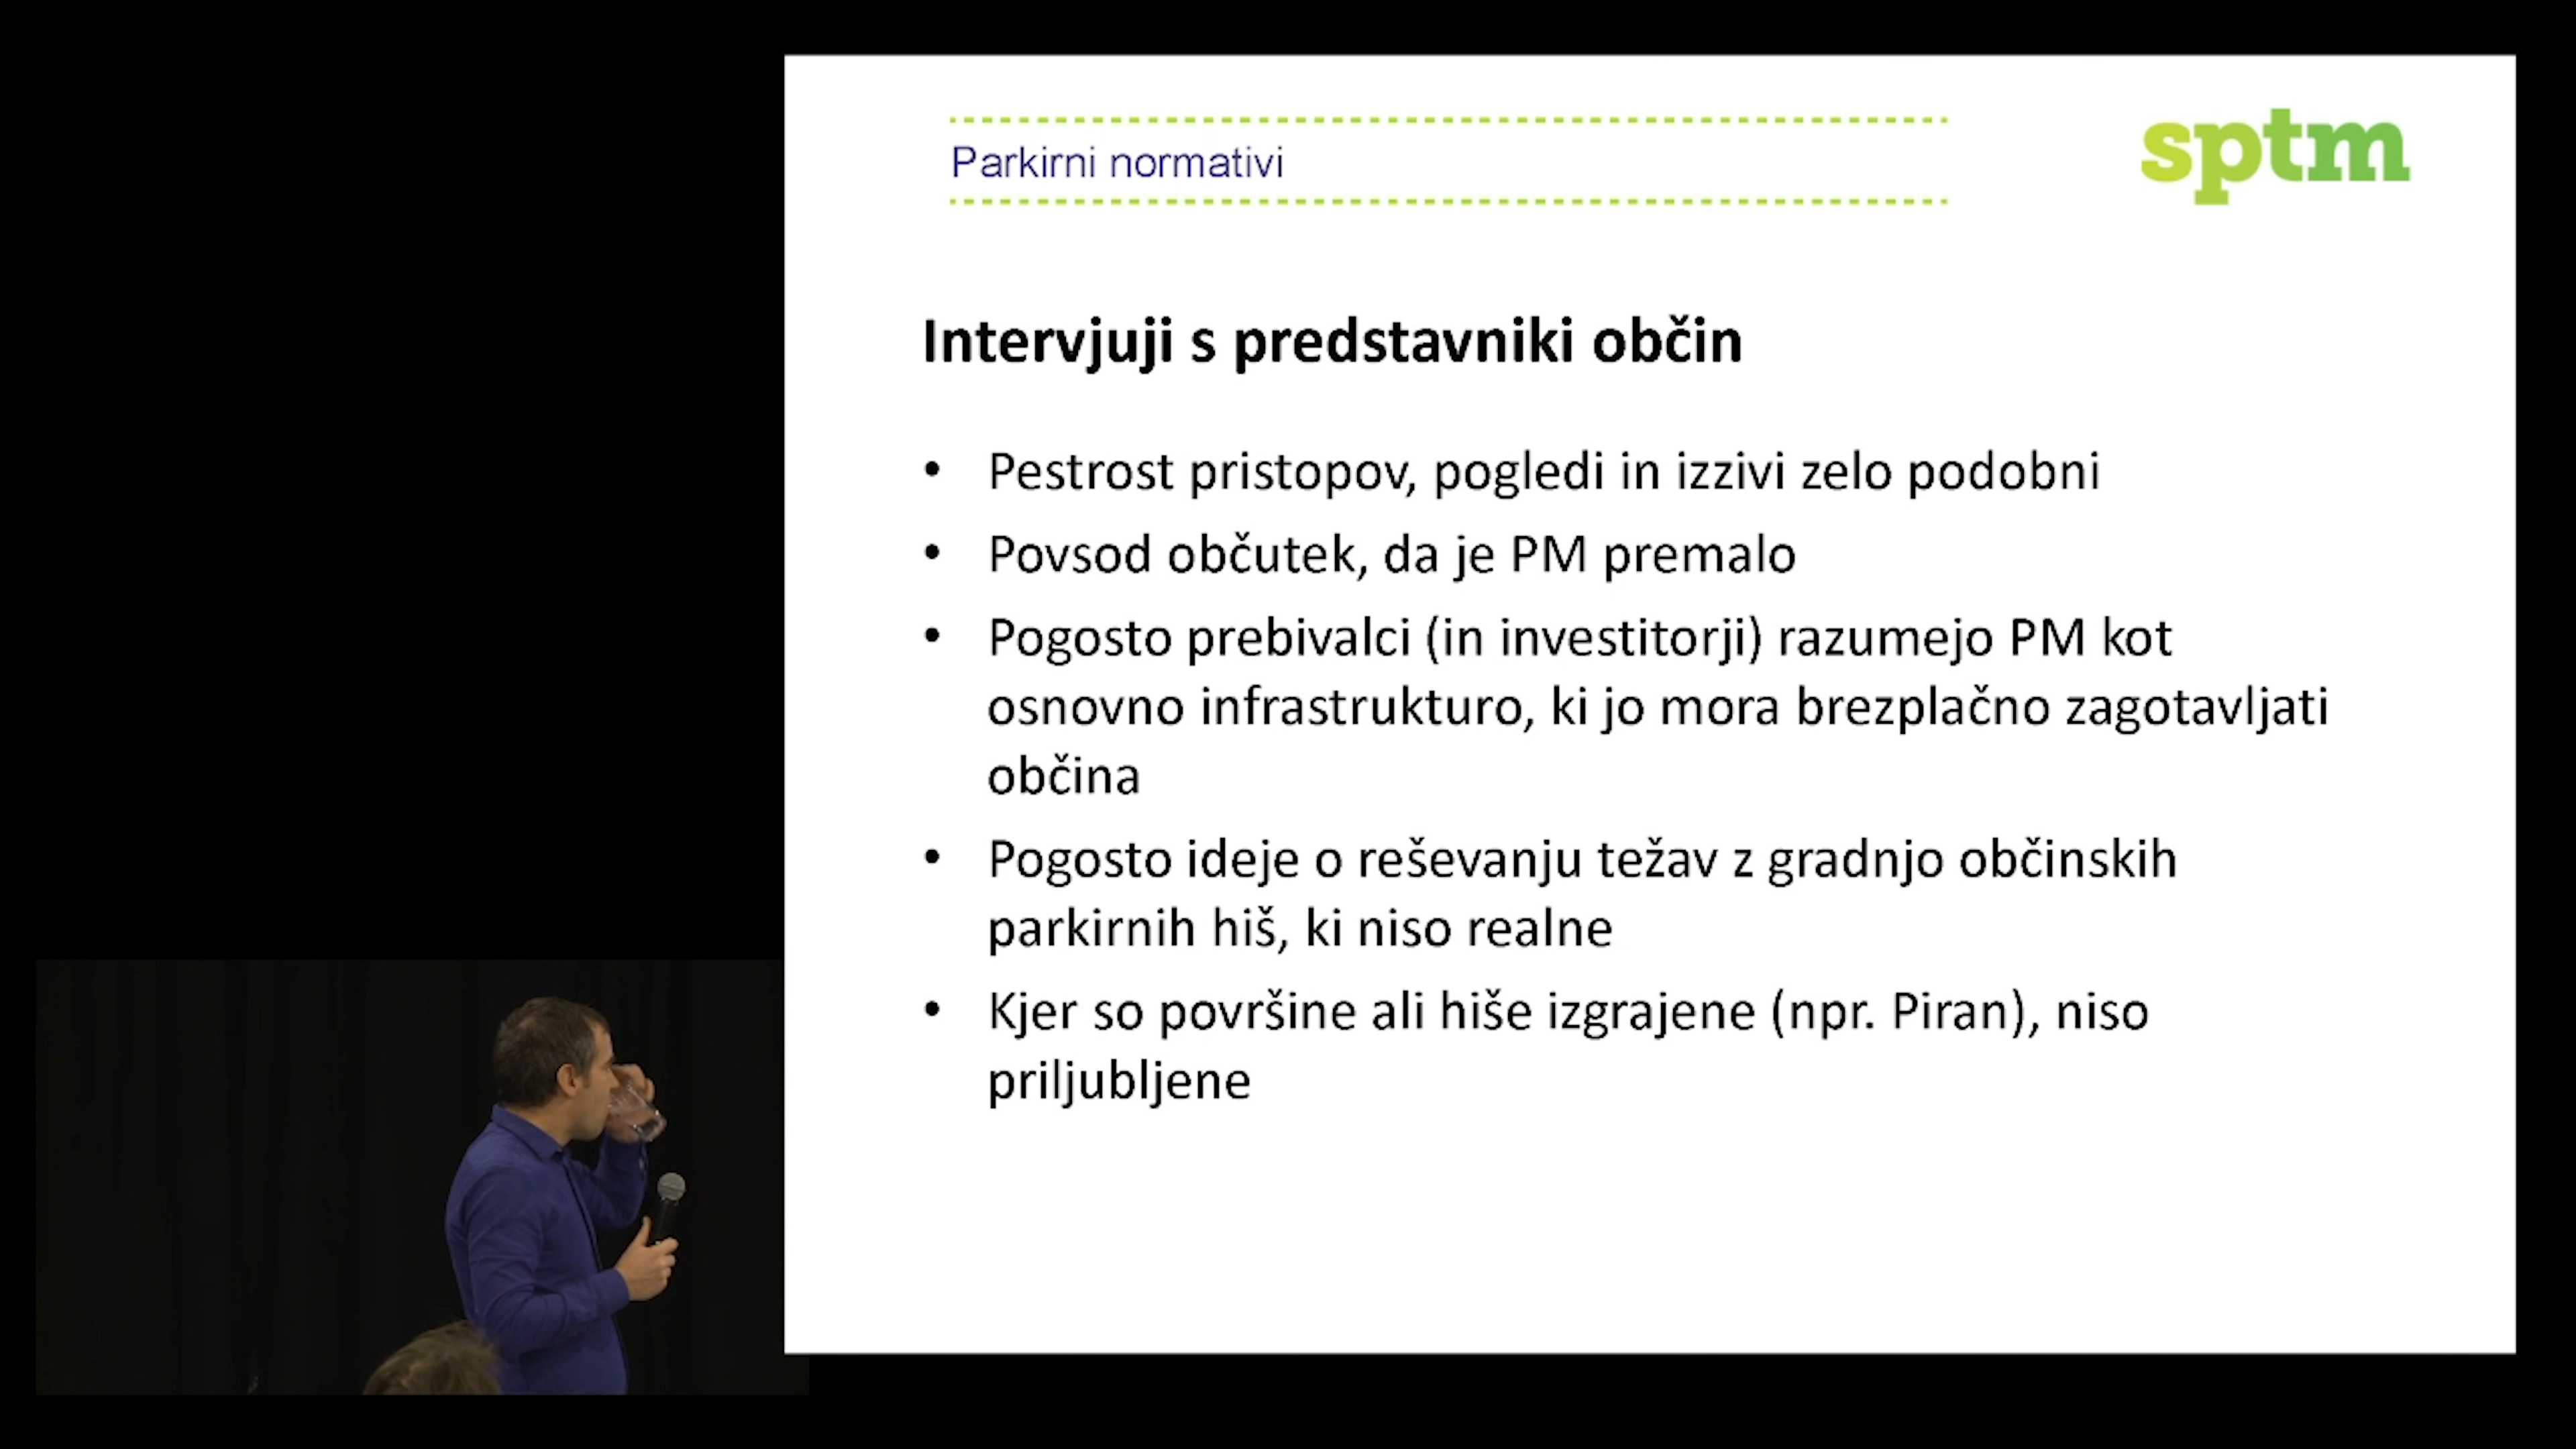 Parkirni normativi
sptm
Intervjuji s predstavniki občin
• Pestrost pristopov, pogledi in izzivi zelo podobni
• Povsod občutek, da je PM premalo
• Pogosto prebivalci (in investitorji) razumejo PM kot
osnovno infrastrukturo, ki jo mora brezplačno zagotavljati
občina
• Pogosto ideje o reševanju težav z gradnjo občinskih
parkirnih hiš, ki niso realne
• Kjer so površine ali hiše izgrajene (npr. Piran), niso
priljubljene